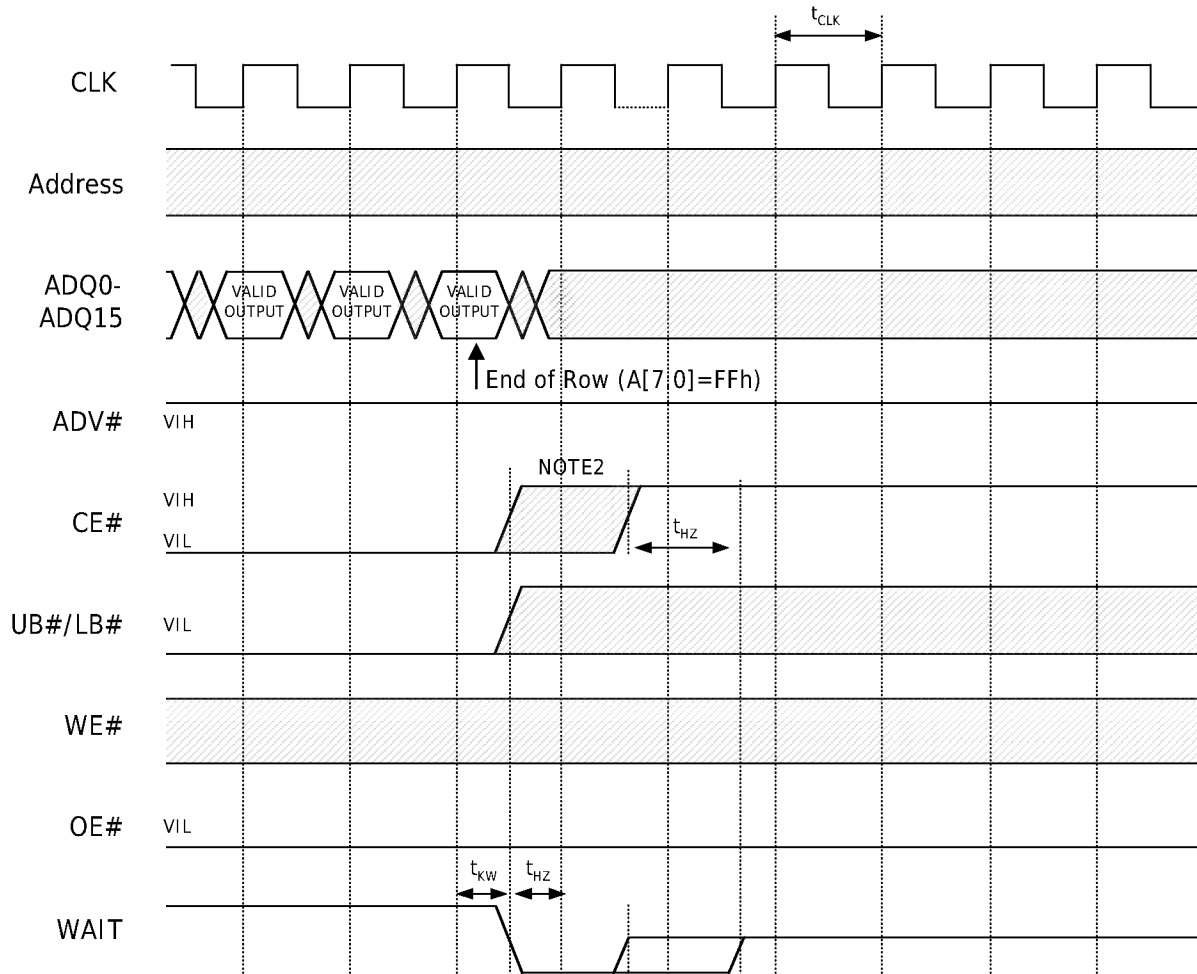 tCLK
CLK
Address
ADQ0-
ADQ15
VALID
OUTPUT
VALID
OUTPUT
VALID
OUTPUT
End of Row (A[7 0]=FFh)
ADV#
VIH
NOTE2
CE#
VIH
VIL
tHZ
UB#/LB#
VIL
WE#
OE#
VIL
tKW
tHZ
WAIT